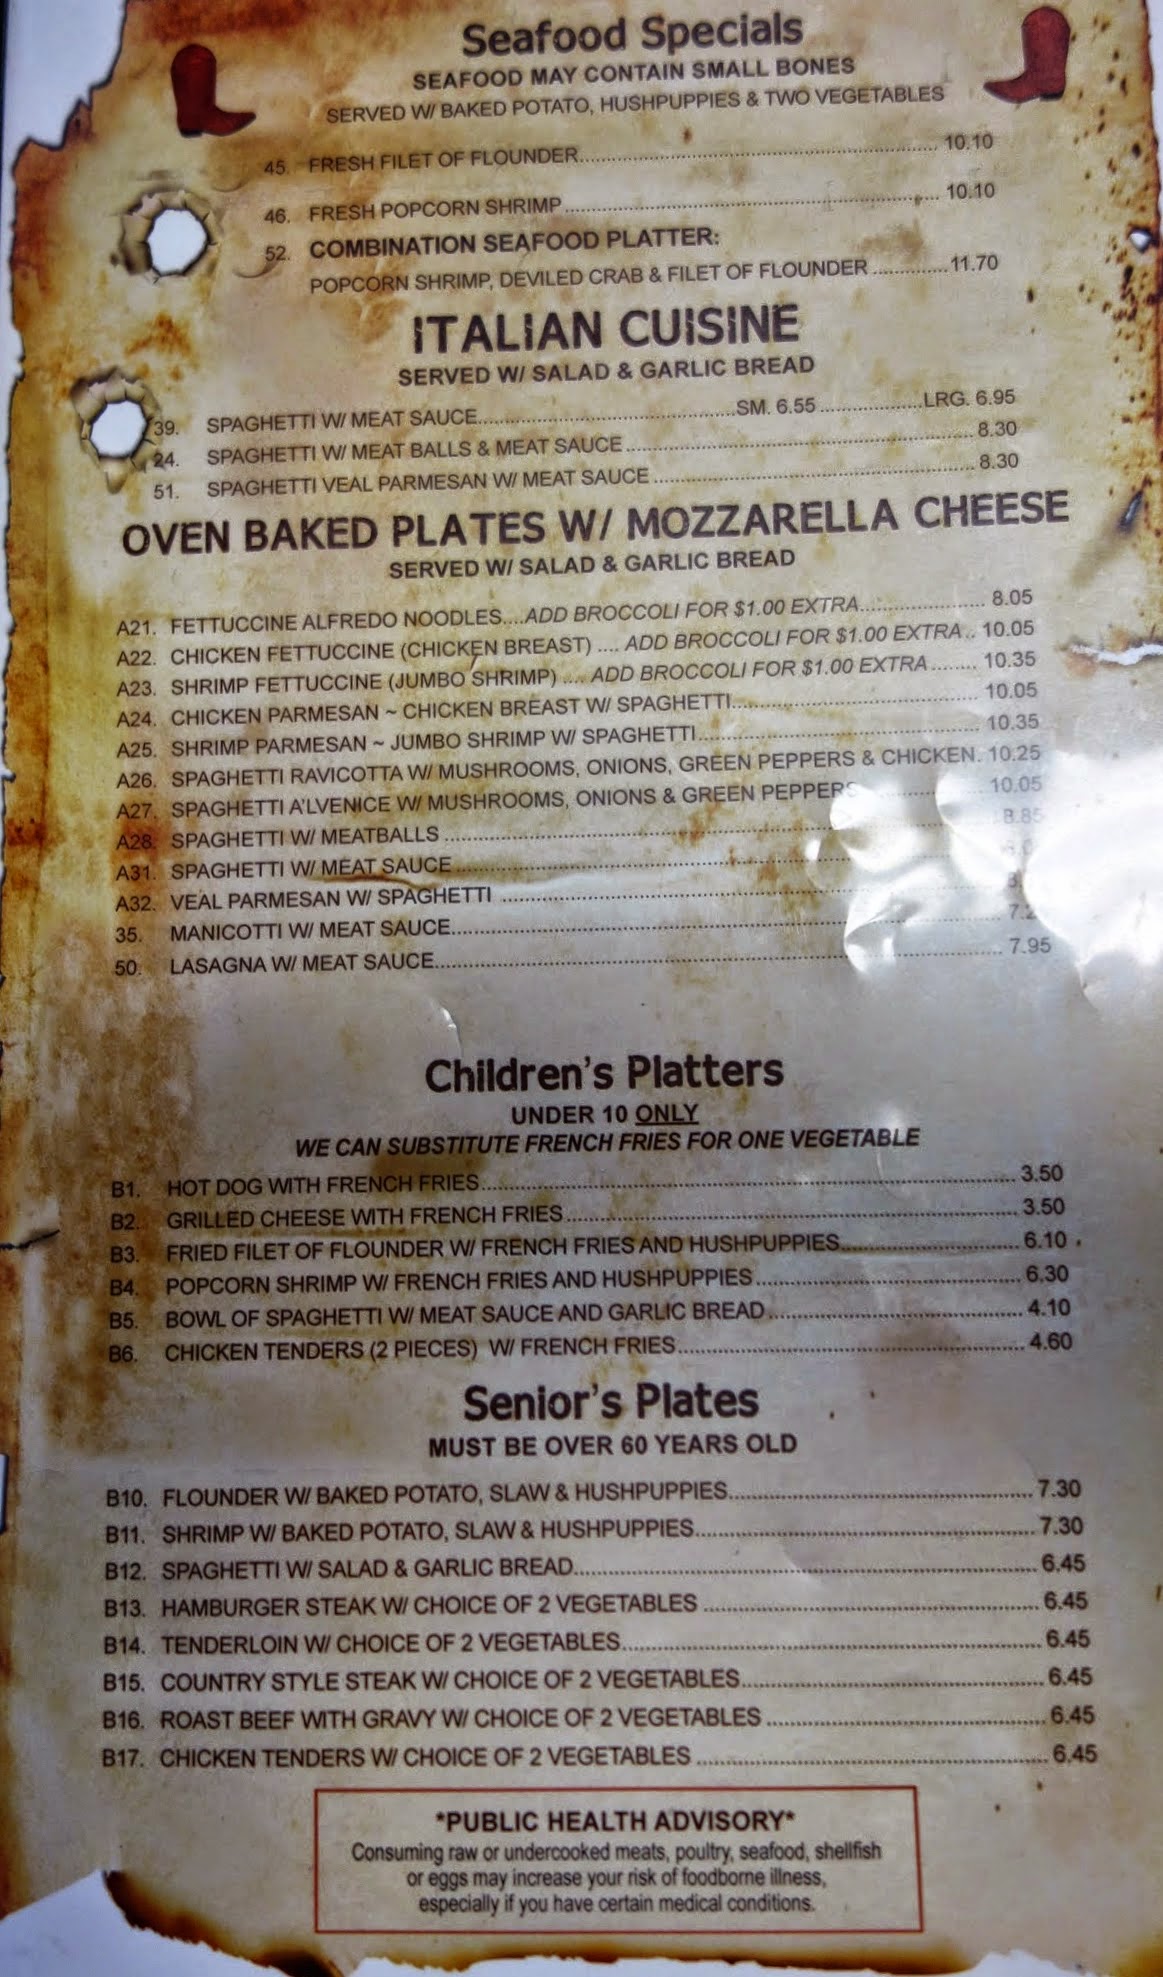 Seafood Specials
SEAFOOD MAY CONTAIN SMALL BONES
SERVED W/ BAKED POTATO, HUSHPUPPIES & TWO VEGETABLES
45. FRESH FILET OF FLOUNDER............ 10.10
46. FRESH POPCORN SHRIMP............ 10.10
52. COMBINATION SEAFOOD PLATTER:
POPCORN SHRIMP, DEVILED CRAB & FILET OF FLOUNDER ............ 11.70
ITALIAN CUISINE
SERVED W/ SALAD & GARLIC BREAD
39. SPAGHETTI W/ MEAT SAUCE............SM. 6.55............LRG. 6.95
24. SPAGHETTI W/ MEAT BALLS & MEAT SAUCE............ 8.30
51. SPAGHETTI VEAL PARMESAN W/ MEAT SAUCE ............ 8.30
OVEN BAKED PLATES W/ MOZZARELLA CHEESE
SERVED W/ SALAD & GARLIC BREAD
A21. FETTUCCINE ALFREDO NOODLES....ADD BROCCOLI FOR $1.00 EXTRA............ 8.05
A22. CHICKEN FETTUCCINE (CHICKEN BREAST) .... ADD BROCCOLI FOR $1.00 EXTRA.. 10.05
A23. SHRIMP FETTUCCINE (JUMBO SHRIMP) .... ADD BROCCOLI FOR $1.00 EXTRA........ 10.35
A24. CHICKEN PARMESAN ~ CHICKEN BREAST W/ SPAGHETTI............ 10.05
A25. SHRIMP PARMESAN ~ JUMBO SHRIMP W/ SPAGHETTI............ 10.35
A26. SPAGHETTI RAVICOTTA W/ MUSHROOMS, ONIONS, GREEN PEPPERS & CHICKEN. 10.25
A27. SPAGHETTI A'LVENICE W/ MUSHROOMS, ONIONS & GREEN PEPPERS ............ 10.05
A28. SPAGHETTI W/ MEATBALLS ............ 8.85
A31. SPAGHETTI W/ MEAT SAUCE ............
A32. VEAL PARMESAN W/ SPAGHETTI ............
35. MANICOTTI W/ MEAT SAUCE............
50. LASAGNA W/ MEAT SAUCE............ 7.95
Children's Platters
UNDER 10 ONLY
WE CAN SUBSTITUTE FRENCH FRIES FOR ONE VEGETABLE
B1. HOT DOG WITH FRENCH FRIES............ 3.50
B2. GRILLED CHEESE WITH FRENCH FRIES............ 3.50
B3. FRIED FILET OF FLOUNDER W/ FRENCH FRIES AND HUSHPUPPIES............ 6.10
B4. POPCORN SHRIMP W/ FRENCH FRIES AND HUSHPUPPIES............ 6.30
B5. BOWL OF SPAGHETTI W/ MEAT SAUCE AND GARLIC BREAD............ 4.10
B6. CHICKEN TENDERS (2 PIECES) W/ FRENCH FRIES............ 4.60
Senior's Plates
MUST BE OVER 60 YEARS OLD
B10. FLOUNDER W/ BAKED POTATO, SLAW & HUSHPUPPIES............ 7.30
B11. SHRIMP W/ BAKED POTATO, SLAW & HUSHPUPPIES............ 7.30
B12. SPAGHETTI W/ SALAD & GARLIC BREAD............ 6.45
B13. HAMBURGER STEAK W/ CHOICE OF 2 VEGETABLES ............ 6.45
B14. TENDERLOIN W/ CHOICE OF 2 VEGETABLES............ 6.45
B15. COUNTRY STYLE STEAK W/ CHOICE OF 2 VEGETABLES............ 6.45
B16. ROAST BEEF WITH GRAVY W/ CHOICE OF 2 VEGETABLES ............ 6.45
B17. CHICKEN TENDERS W/ CHOICE OF 2 VEGETABLES ............ 6.45
*PUBLIC HEALTH ADVISORY*
Consuming raw or undercooked meats, poultry, seafood, shellfish
or eggs may increase your risk of foodborne illness,
especially if you have certain medical conditions.